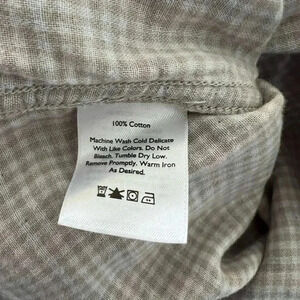 100% Cotton
Machine Wash Cold Delicate
With Like Colors. Do Not
Bleach. Tumble Dry Low.
Remove Promptly. Warm Iron
As Desired.